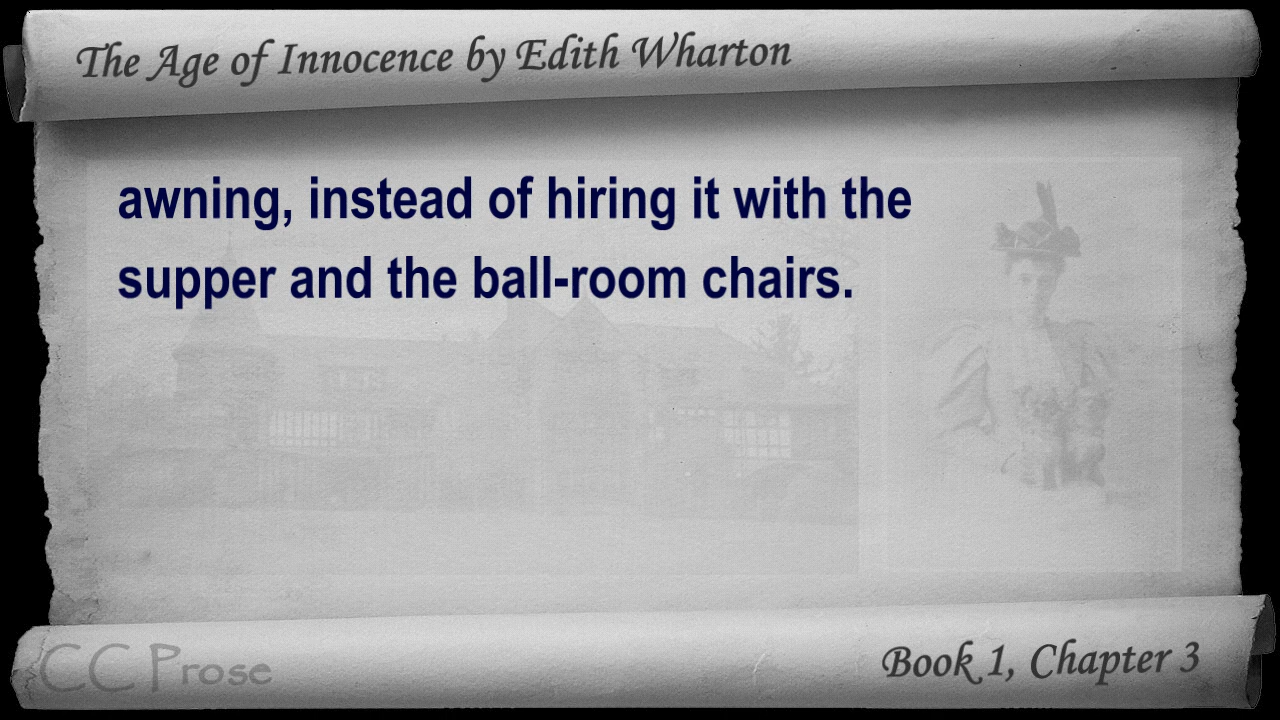 The Age of Innocence by Edith Wharton
awning, instead of hiring it with the
supper and the ball-room chairs.
CC Prose
Book 1, Chapter 3